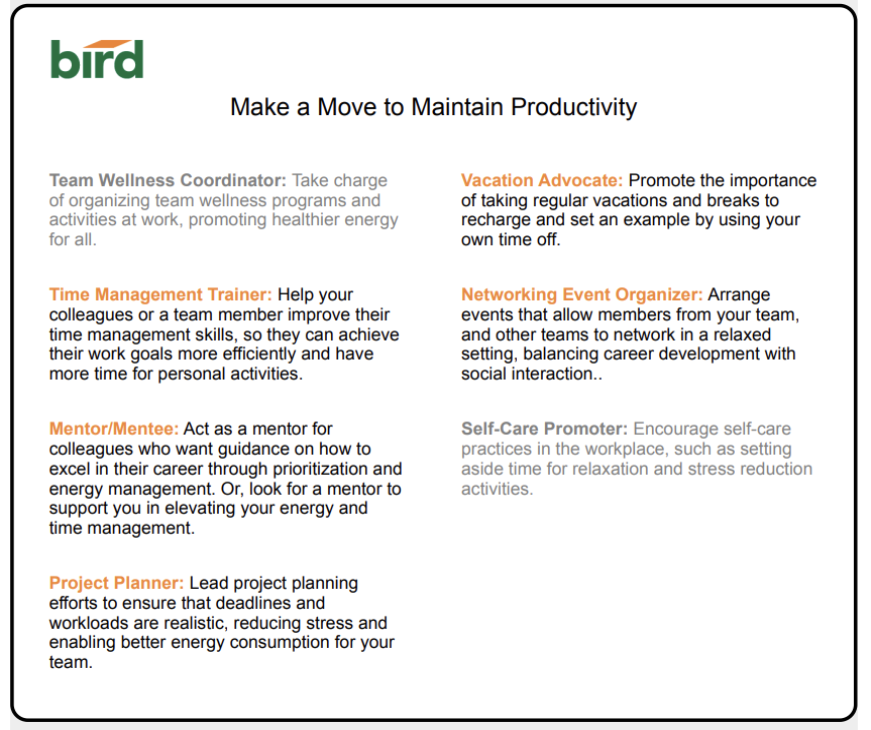 bird
Make a Move to Maintain Productivity
Team Wellness Coordinator: Take charge
of organizing team wellness programs and
activities at work, promoting healthier energy
for all.
Time Management Trainer: Help your
colleagues or a team member improve their
time management skills, so they can achieve
their work goals more efficiently and have
more time for personal activities.
Mentor/Mentee: Act as a mentor for
colleagues who want guidance on how to
excel in their career through prioritization and
energy management. Or, look for a mentor to
support you in elevating your energy and
time management.
Project Planner: Lead project planning
efforts to ensure that deadlines and
workloads are realistic, reducing stress and
enabling better energy consumption for your
team.
Vacation Advocate: Promote the importance
of taking regular vacations and breaks to
recharge and set an example by using your
own time off.
Networking Event Organizer: Arrange
events that allow members from your team,
and other teams to network in a relaxed
setting, balancing career development with
social interaction..
Self-Care Promoter: Encourage self-care
practices in the workplace, such as setting
aside time for relaxation and stress reduction
activities.